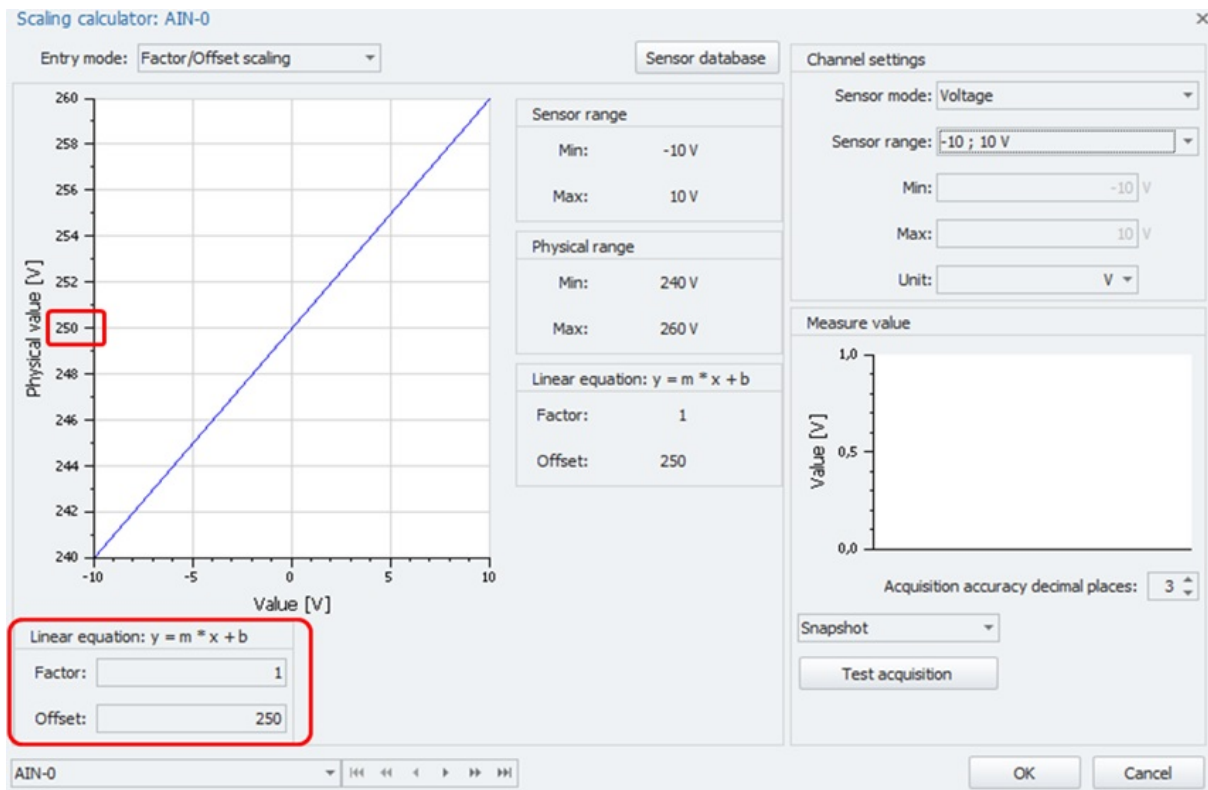 Scaling calculator: AIN-0
Entry mode: Factor/Offset scaling
Sensor database
260
258
256
254
252
250
248
246
244
242
240
Physical value [V]
-10 -5 0 5 10
Value [V]
Linear equation: y = m * x + b
Factor: 1
Offset: 250
Sensor range
Min: -10 V
Max: 10 V
Physical range
Min: 240 V
Max: 260 V
Linear equation: y = m * x + b
Factor: 1
Offset: 250
Channel settings
Sensor mode: Voltage
Sensor range: -10 ; 10 V
Min: -10 V
Max: 10 V
Unit: V
Measure value
1,0
0,5
0,0
Value [V]
Acquisition accuracy decimal places: 3
Snapshot
Test acquisition
AIN-0
OK Cancel